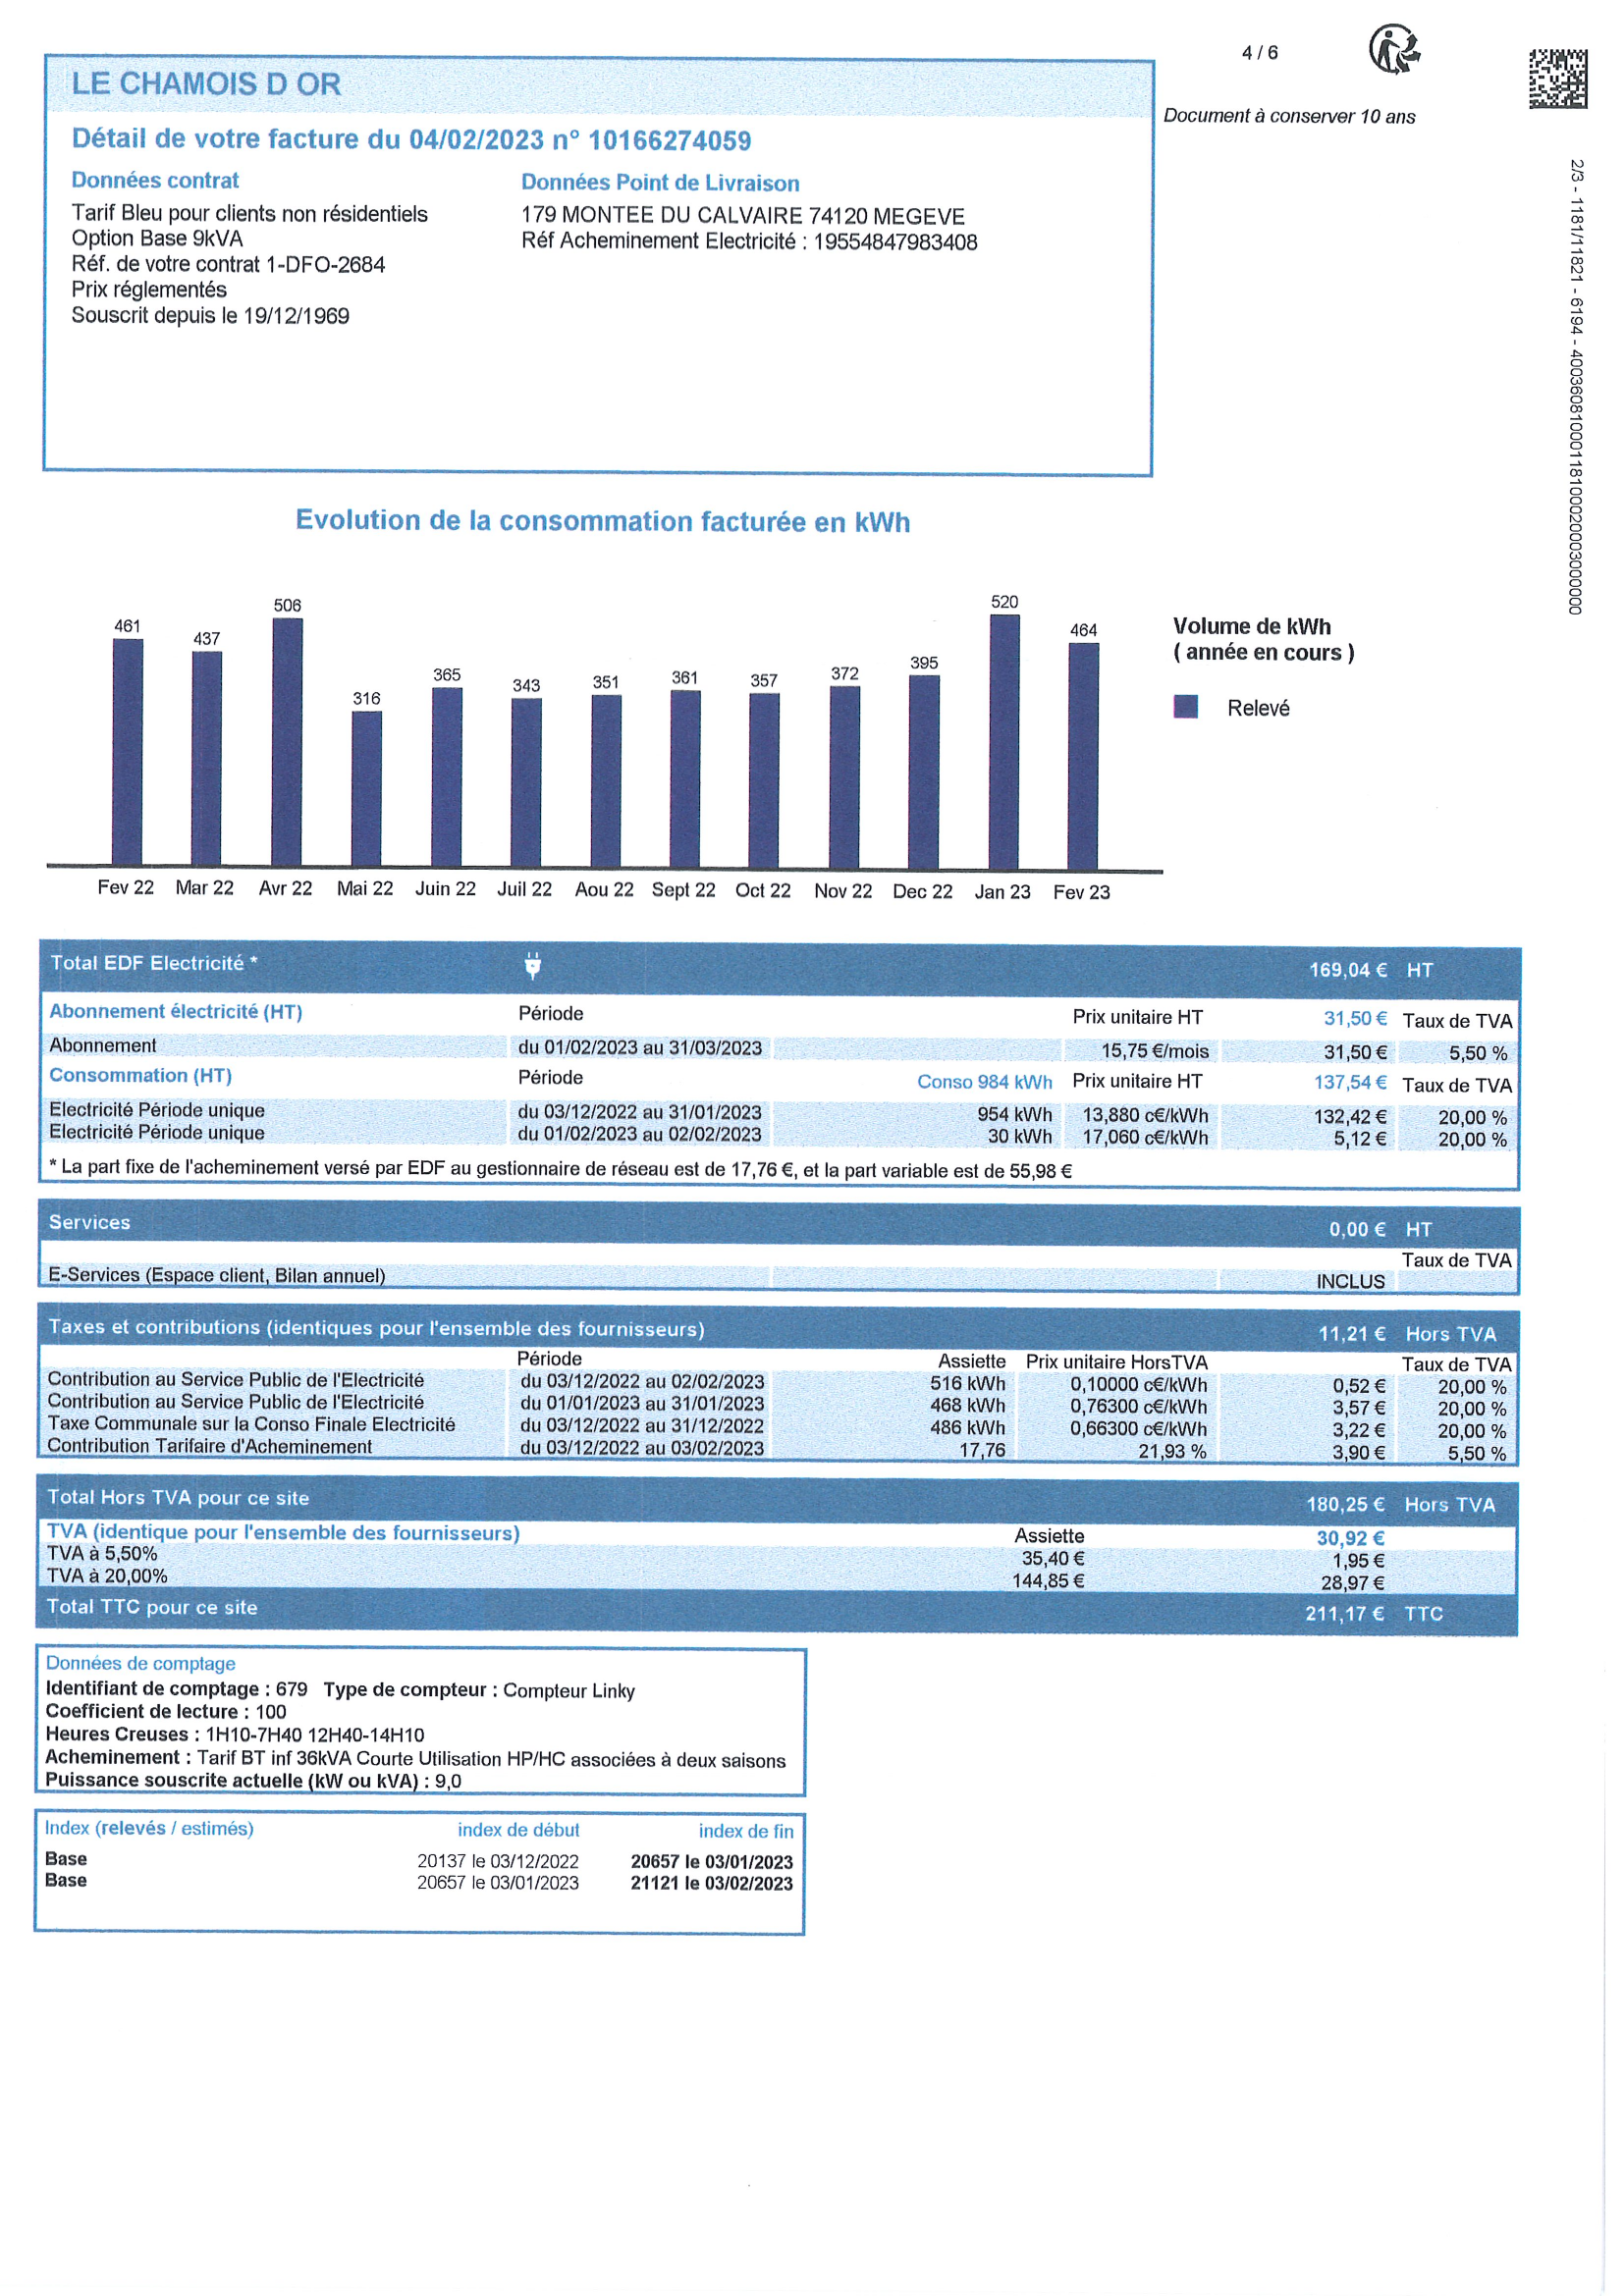 4 / 6
LE CHAMOIS D OR
Document à conserver 10 ans
Détail de votre facture du 04/02/2023 n° 10166274059
Données contrat
Tarif Bleu pour clients non résidentiels
Option Base 9kVA
Réf. de votre contrat 1-DFO-2684
Prix réglementés
Souscrit depuis le 19/12/1969
Données Point de Livraison
179 MONTEE DU CALVAIRE 74120 MEGEVE
Réf Acheminement Electricité : 19554847983408
2/3 - 1181/11821 - 6194 - 4003608100011810002000300000
Evolution de la consommation facturée en kWh
461 437 506 316 365 343 351 361 357 372 395 520 464
Fev 22 Mar 22 Avr 22 Mai 22 Juin 22 Juil 22 Aou 22 Sept 22 Oct 22 Nov 22 Dec 22 Jan 23 Fev 23
Volume de kWh
( année en cours )
Relevé
Total EDF Electricité * 169,04 € HT
Abonnement électricité (HT) Période Prix unitaire HT 31,50 € Taux de TVA
Abonnement du 01/02/2023 au 31/03/2023 15,75 €/mois 31,50 € 5,50 %
Consommation (HT) Période Conso 984 kWh Prix unitaire HT 137,54 € Taux de TVA
Electricité Période unique du 03/12/2022 au 31/01/2023 954 kWh 13,880 c€/kWh 132,42 € 20,00 %
Electricité Période unique du 01/02/2023 au 02/02/2023 30 kWh 17,060 c€/kWh 5,12 € 20,00 %
* La part fixe de l'acheminement versé par EDF au gestionnaire de réseau est de 17,76 €, et la part variable est de 55,98 €
Services 0,00 € HT
Taux de TVA
E-Services (Espace client, Bilan annuel) INCLUS
Taxes et contributions (identiques pour l'ensemble des fournisseurs) 11,21 € Hors TVA
Période Assiette Prix unitaire HorsTVA Taux de TVA
Contribution au Service Public de l'Electricité du 03/12/2022 au 02/02/2023 516 kWh 0,10000 c€/kWh 0,52 € 20,00 %
Contribution au Service Public de l'Electricité du 01/01/2023 au 31/01/2023 468 kWh 0,76300 c€/kWh 3,57 € 20,00 %
Taxe Communale sur la Conso Finale Electricité du 03/12/2022 au 31/12/2022 486 kWh 0,66300 c€/kWh 3,22 € 20,00 %
Contribution Tarifaire d'Acheminement du 03/12/2022 au 03/02/2023 17,76 21,93 % 3,90 € 5,50 %
Total Hors TVA pour ce site 180,25 € Hors TVA
TVA (identique pour l'ensemble des fournisseurs) Assiette 30,92 €
TVA à 5,50% 35,40 € 1,95 €
TVA à 20,00% 144,85 € 28,97 €
Total TTC pour ce site 211,17 € TTC
Données de comptage
Identifiant de comptage : 679 Type de compteur : Compteur Linky
Coefficient de lecture : 100
Heures Creuses : 1H10-7H40 12H40-14H10
Acheminement : Tarif BT inf 36kVA Courte Utilisation HP/HC associées à deux saisons
Puissance souscrite actuelle (kW ou kVA) : 9,0
Index (relevés / estimés) index de début index de fin
Base 20137 le 03/12/2022 20657 le 03/01/2023
Base 20657 le 03/01/2023 21121 le 03/02/2023